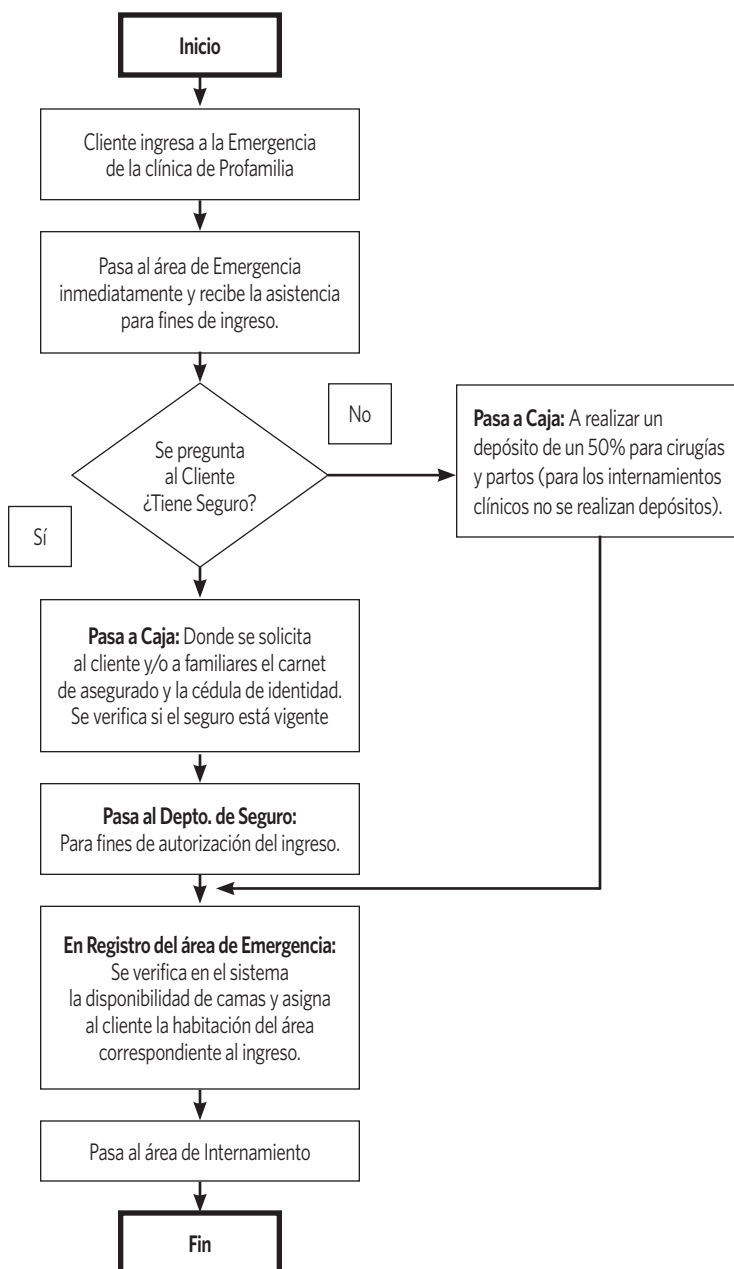 Inicio
Cliente ingresa a la Emergencia
de la clínica de Profamilia
Pasa al área de Emergencia
inmediatamente y recibe la asistencia
para fines de ingreso.
Se pregunta
al Cliente
¿Tiene Seguro?
No
Pasa a Caja: A realizar un
depósito de un 50% para cirugías
y partos (para los internamientos
clínicos no se realizan depósitos).
Sí
Pasa a Caja: Donde se solicita
al cliente y/o a familiares el carnet
de asegurado y la cédula de identidad.
Se verifica si el seguro está vigente
Pasa al Depto. de Seguro:
Para fines de autorización del ingreso.
En Registro del área de Emergencia:
Se verifica en el sistema
la disponibilidad de camas y asigna
al cliente la habitación del área
correspondiente al ingreso.
Pasa al área de Internamiento
Fin